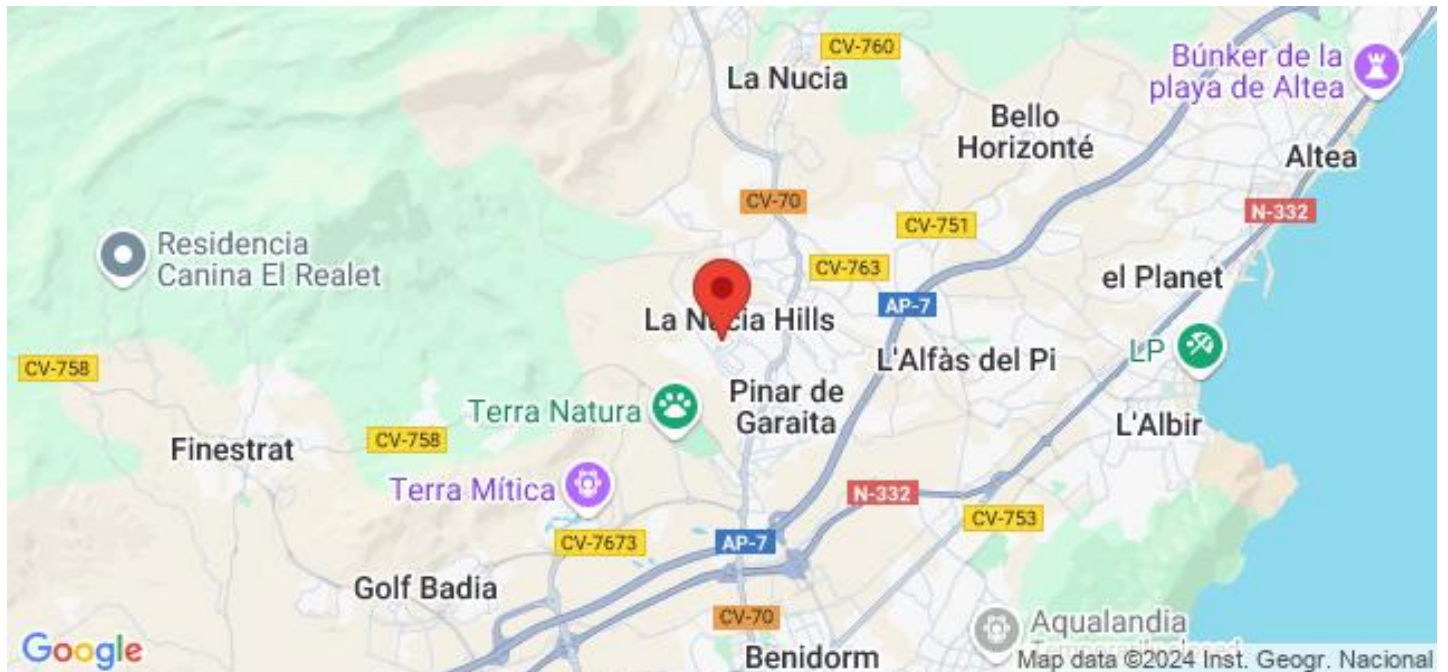 CV-760
La Nucia
Búnker de la
playa de Altea
Bello
Horizonté
Altea
CV-70
N-332
CV-751
Residencia
Canina El Realet
CV-763
el Planet
AP-7
La Nucia Hills
LP
L'Alfàs del Pi
CV-758
Pinar de
Garaita
Terra Natura
L'Albir
CV-758
Finestrat
Terra Mítica
N-332
CV-753
CV-7673
AP-7
Golf Badia
CV-70
Aqualandia
Google
Benidorm
Map data ©2024 Inst. Geogr. Nacional